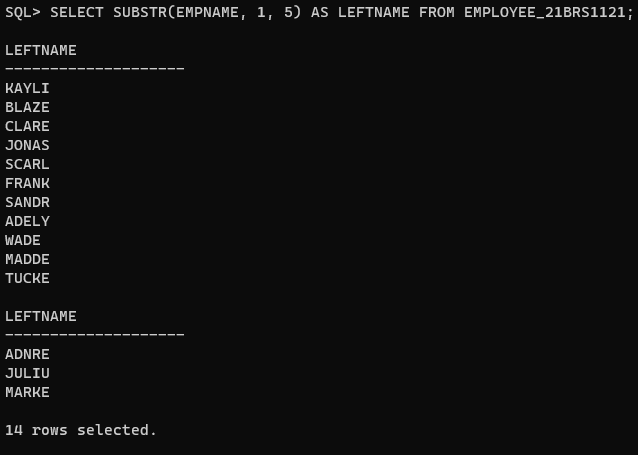 SQL> SELECT SUBSTR(EMPNAME, 1, 5) AS LEFTNAME FROM EMPLOYEE_21BRS1121;
LEFTNAME
--------------------
KAYLI
BLAZE
CLARE
JONAS
SCARL
FRANK
SANDR
ADELY
WADE
MADDE
TUCKE
LEFTNAME
--------------------
ADNRE
JULIU
MARKE
14 rows selected.